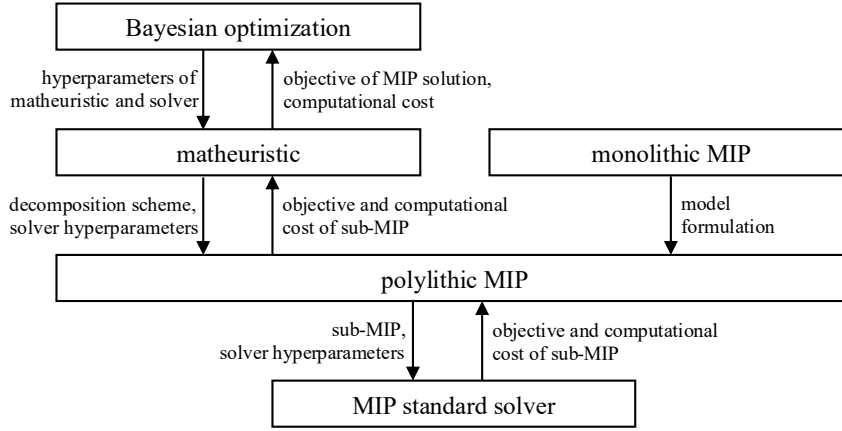 Bayesian optimization
hyperparameters of
matheuristic and solver
objective of MIP solution,
computational cost
matheuristic
monolithic MIP
decomposition scheme,
solver hyperparameters
objective and computational
cost of sub-MIP
model
formulation
polylithic MIP
sub-MIP,
solver hyperparameters
objective and computational
cost of sub-MIP
MIP standard solver